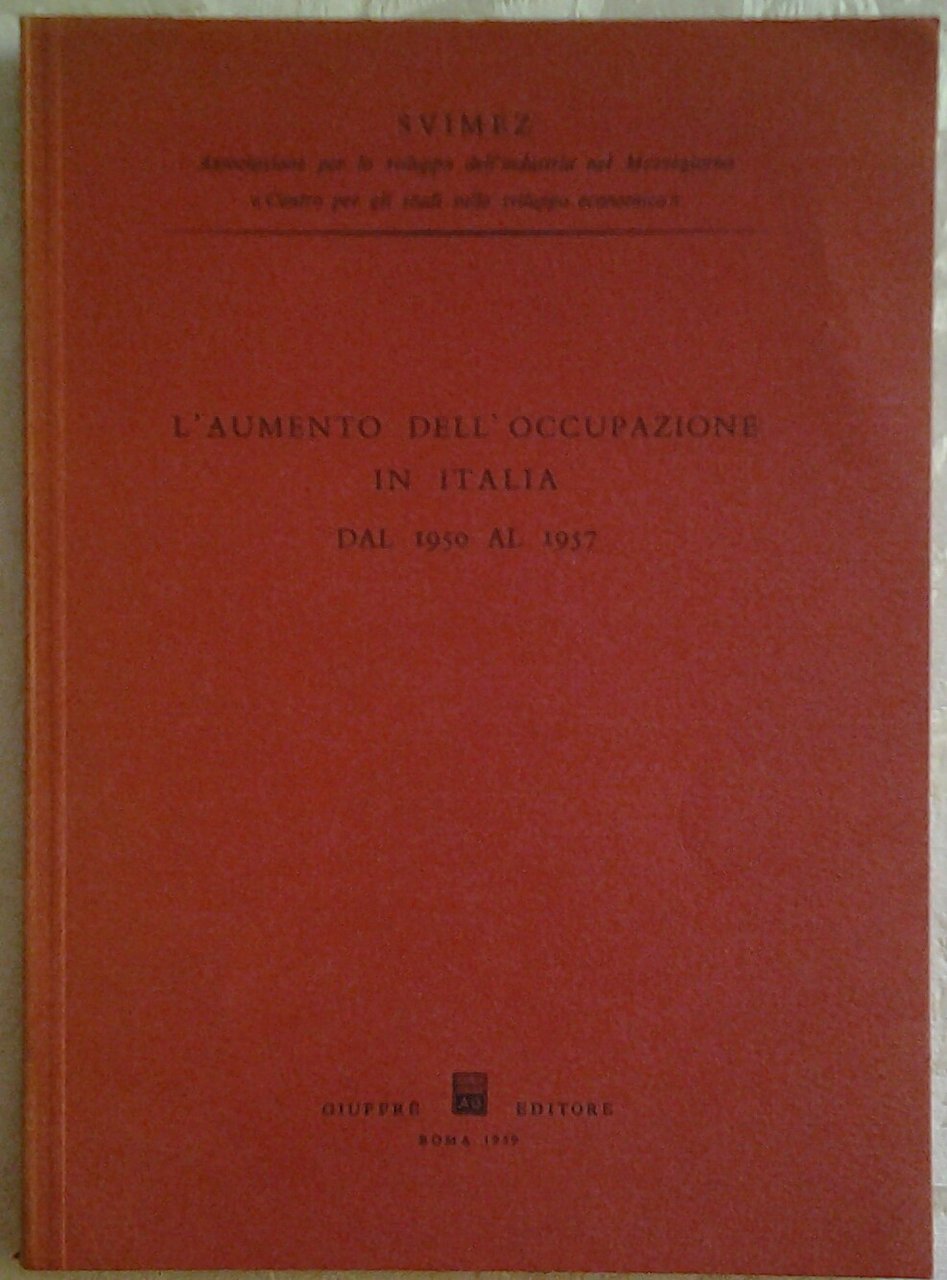 SVIMEZ
Associazione per lo sviluppo dell'industria nel Mezzogiorno
« Centro per gli studi sullo sviluppo economico »
L'AUMENTO DELL'OCCUPAZIONE
IN ITALIA
DAL 1950 AL 1957
GIUFFRÈ AG EDITORE
ROMA 1959